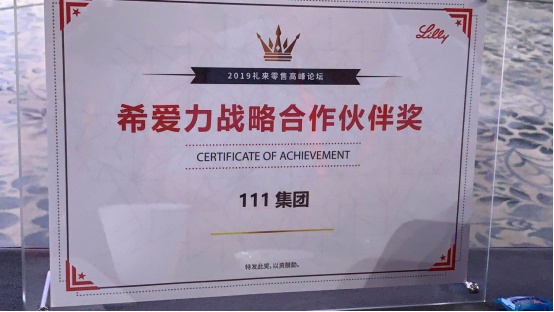 Lilly
2019礼来零售高峰论坛
希爱力战略合作伙伴奖
CERTIFICATE OF ACHIEVEMENT
111 集团
特发此奖，以资鼓励。